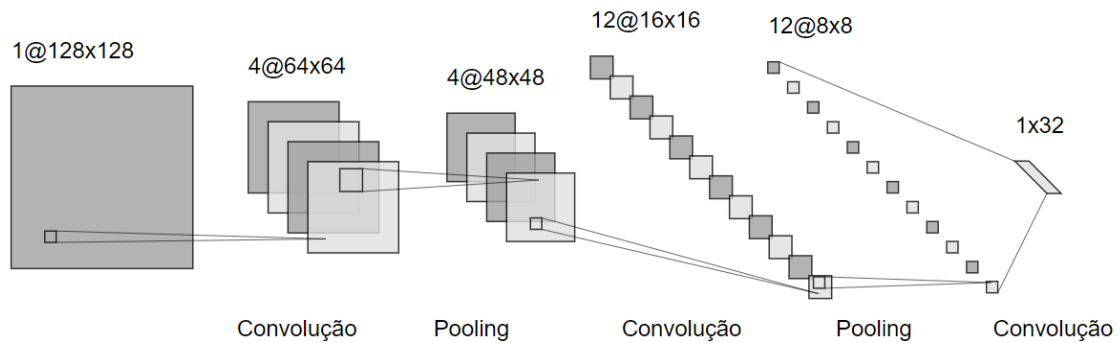 1@128x128
4@64x64
4@48x48
12@16x16
12@8x8
1x32
Convolução
Pooling
Convolução
Pooling
Convolução